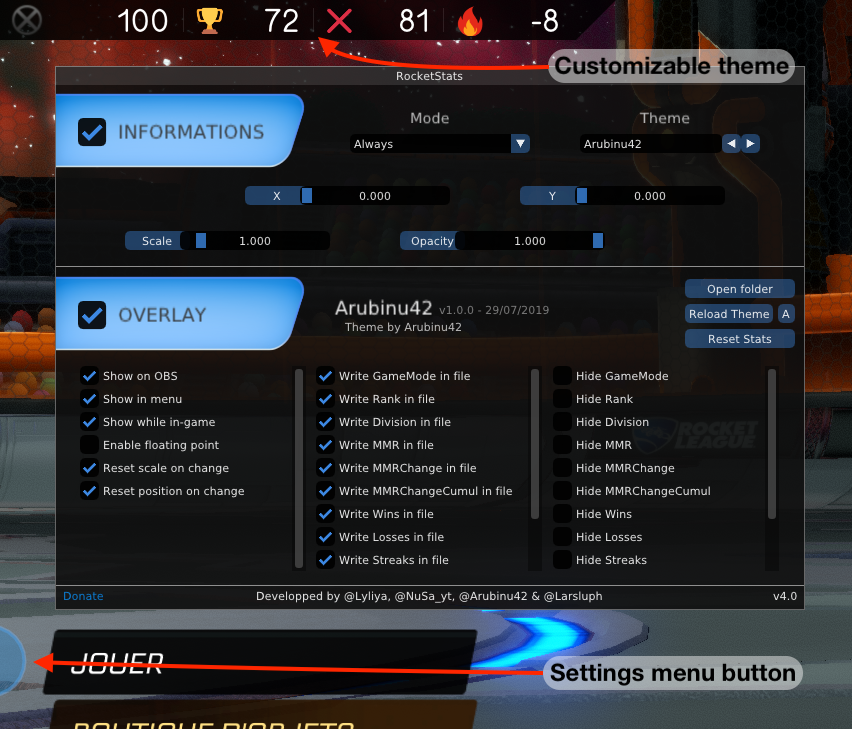 100 72 81 -8
Customizable theme
RocketStats
INFORMATIONS
Mode Theme
Always Arubinu42
X 0.000 Y 0.000
Scale 1.000 Opacity 1.000
OVERLAY
Arubinu42 v1.0.0 - 29/07/2019
Theme by Arubinu42
Open folder
Reload Theme A
Reset Stats
Show on OBS
Show in menu
Show while in-game
Enable floating point
Reset scale on change
Reset position on change
Write GameMode in file
Write Rank in file
Write Division in file
Write MMR in file
Write MMRChange in file
Write MMRChangeCumul in file
Write Wins in file
Write Losses in file
Write Streaks in file
Hide GameMode
Hide Rank
Hide Division
Hide MMR
Hide MMRChange
Hide MMRChangeCumul
Hide Wins
Hide Losses
Hide Streaks
ROCKET
LEAGUE
Donate Developped by @Lyliya, @NuSa_yt, @Arubinu42 & @Larsluph v4.0
JOUER
Settings menu button
BOUTIQUE D'OBJETS